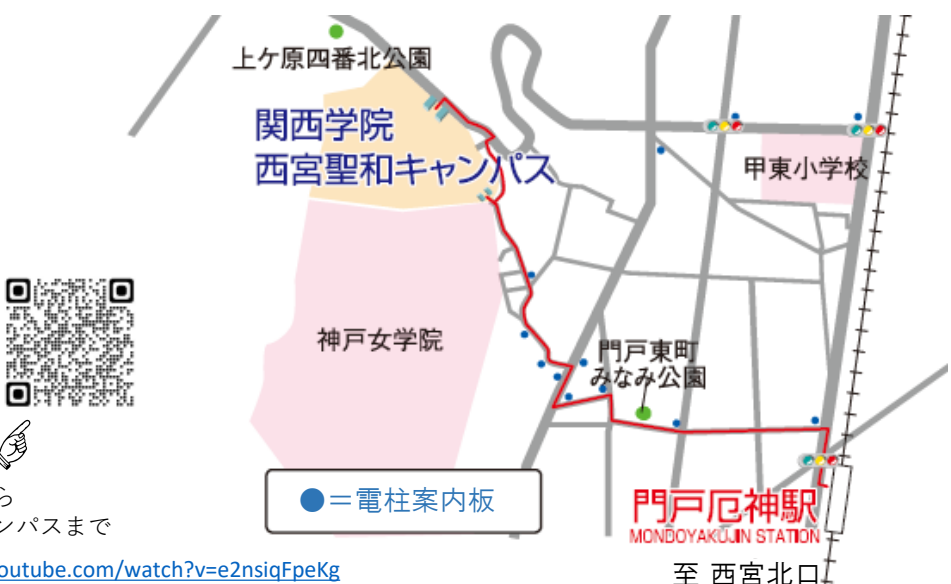 上ケ原四番北公園
関西学院
西宮聖和キャンパス
甲東小学校
神戸女学院
門戸東町
みなみ公園
●=電柱案内板
門戸厄神駅
MONDOYAKUJIN STATION
至 西宮北口
ら
ンパスまで
outube.com/watch?v=e2nsiqFpeKg